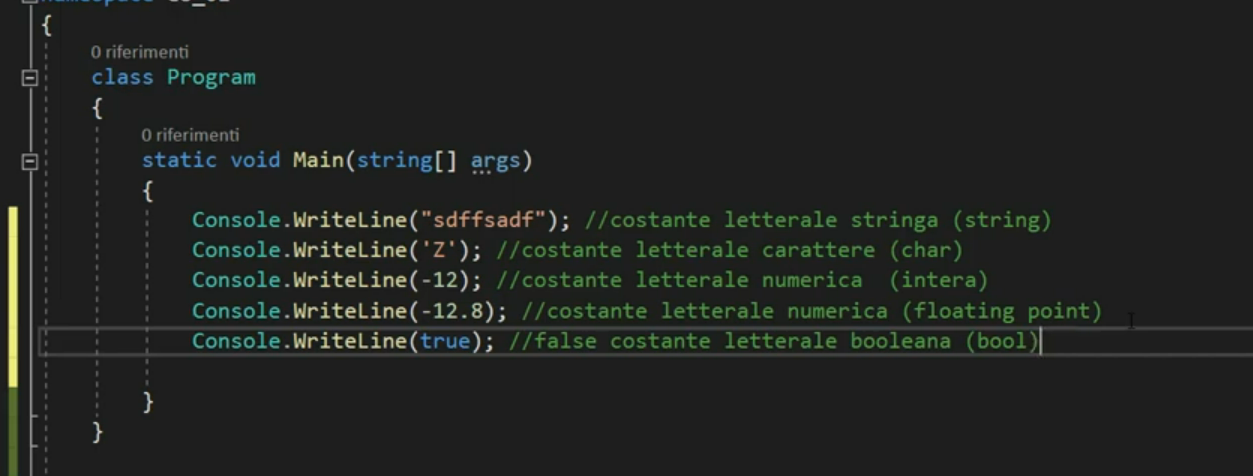 {
0 riferimenti
class Program
{
0 riferimenti
static void Main(string[] args)
{
Console.WriteLine("sdffsadf"); //costante letterale stringa (string)
Console.WriteLine('Z'); //costante letterale carattere (char)
Console.WriteLine(-12); //costante letterale numerica  (intera)
Console.WriteLine(-12.8); //costante letterale numerica (floating point)
Console.WriteLine(true); //false costante letterale booleana (bool)
}
}